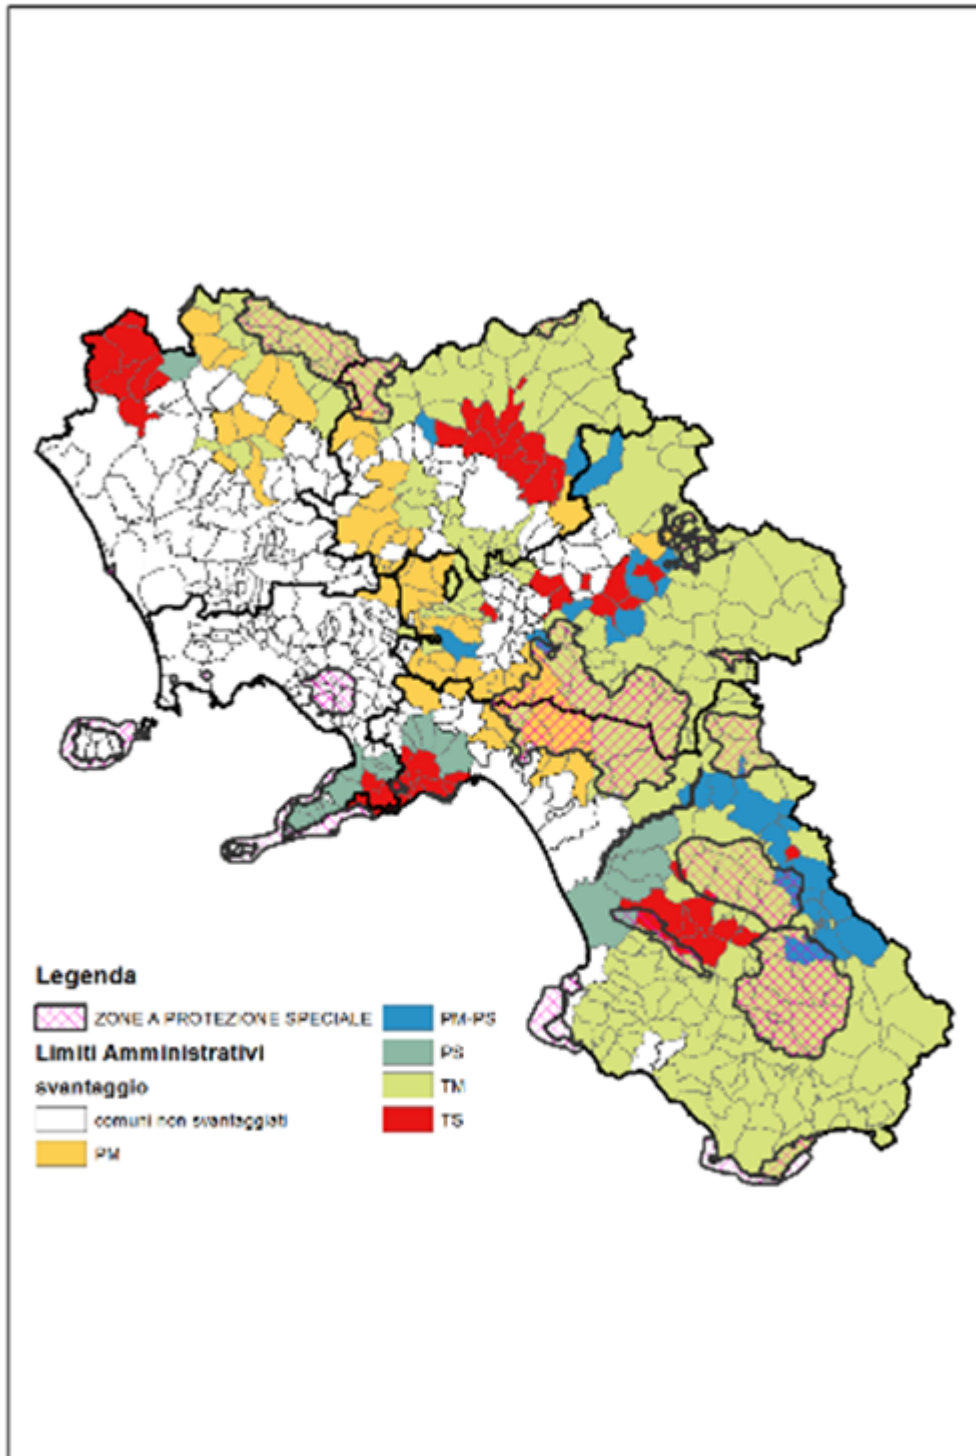 Legenda
ZONE A PROTEZIONE SPECIALE
Limiti Amministrativi
svantaggio
comuni non svantaggiati
PM
PM-PS
PS
TM
TS